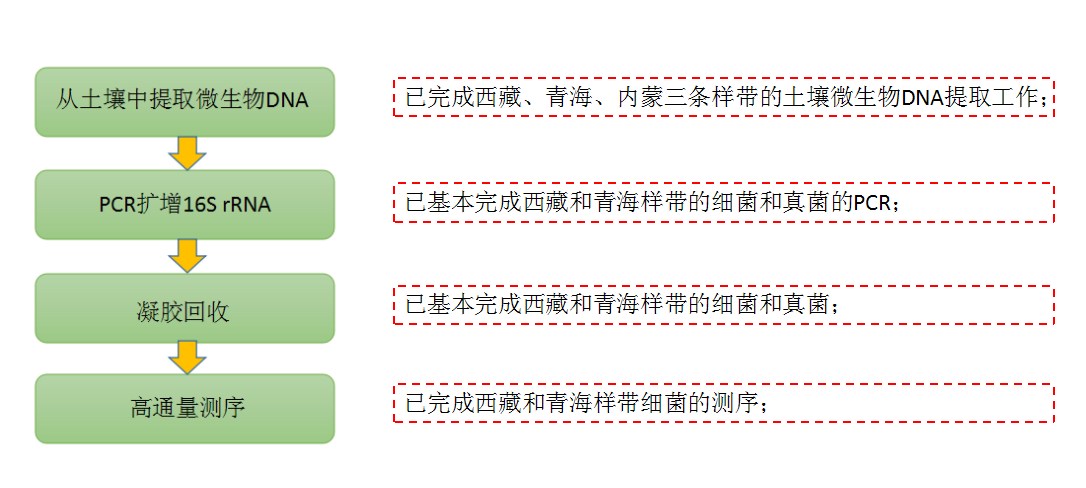 从土壤中提取微生物DNA
已完成西藏、青海、内蒙三条样带的土壤微生物DNA提取工作；
PCR扩增16S rRNA
已基本完成西藏和青海样带的细菌和真菌的PCR；
凝胶回收
已基本完成西藏和青海样带的细菌和真菌；
高通量测序
已完成西藏和青海样带细菌的测序；